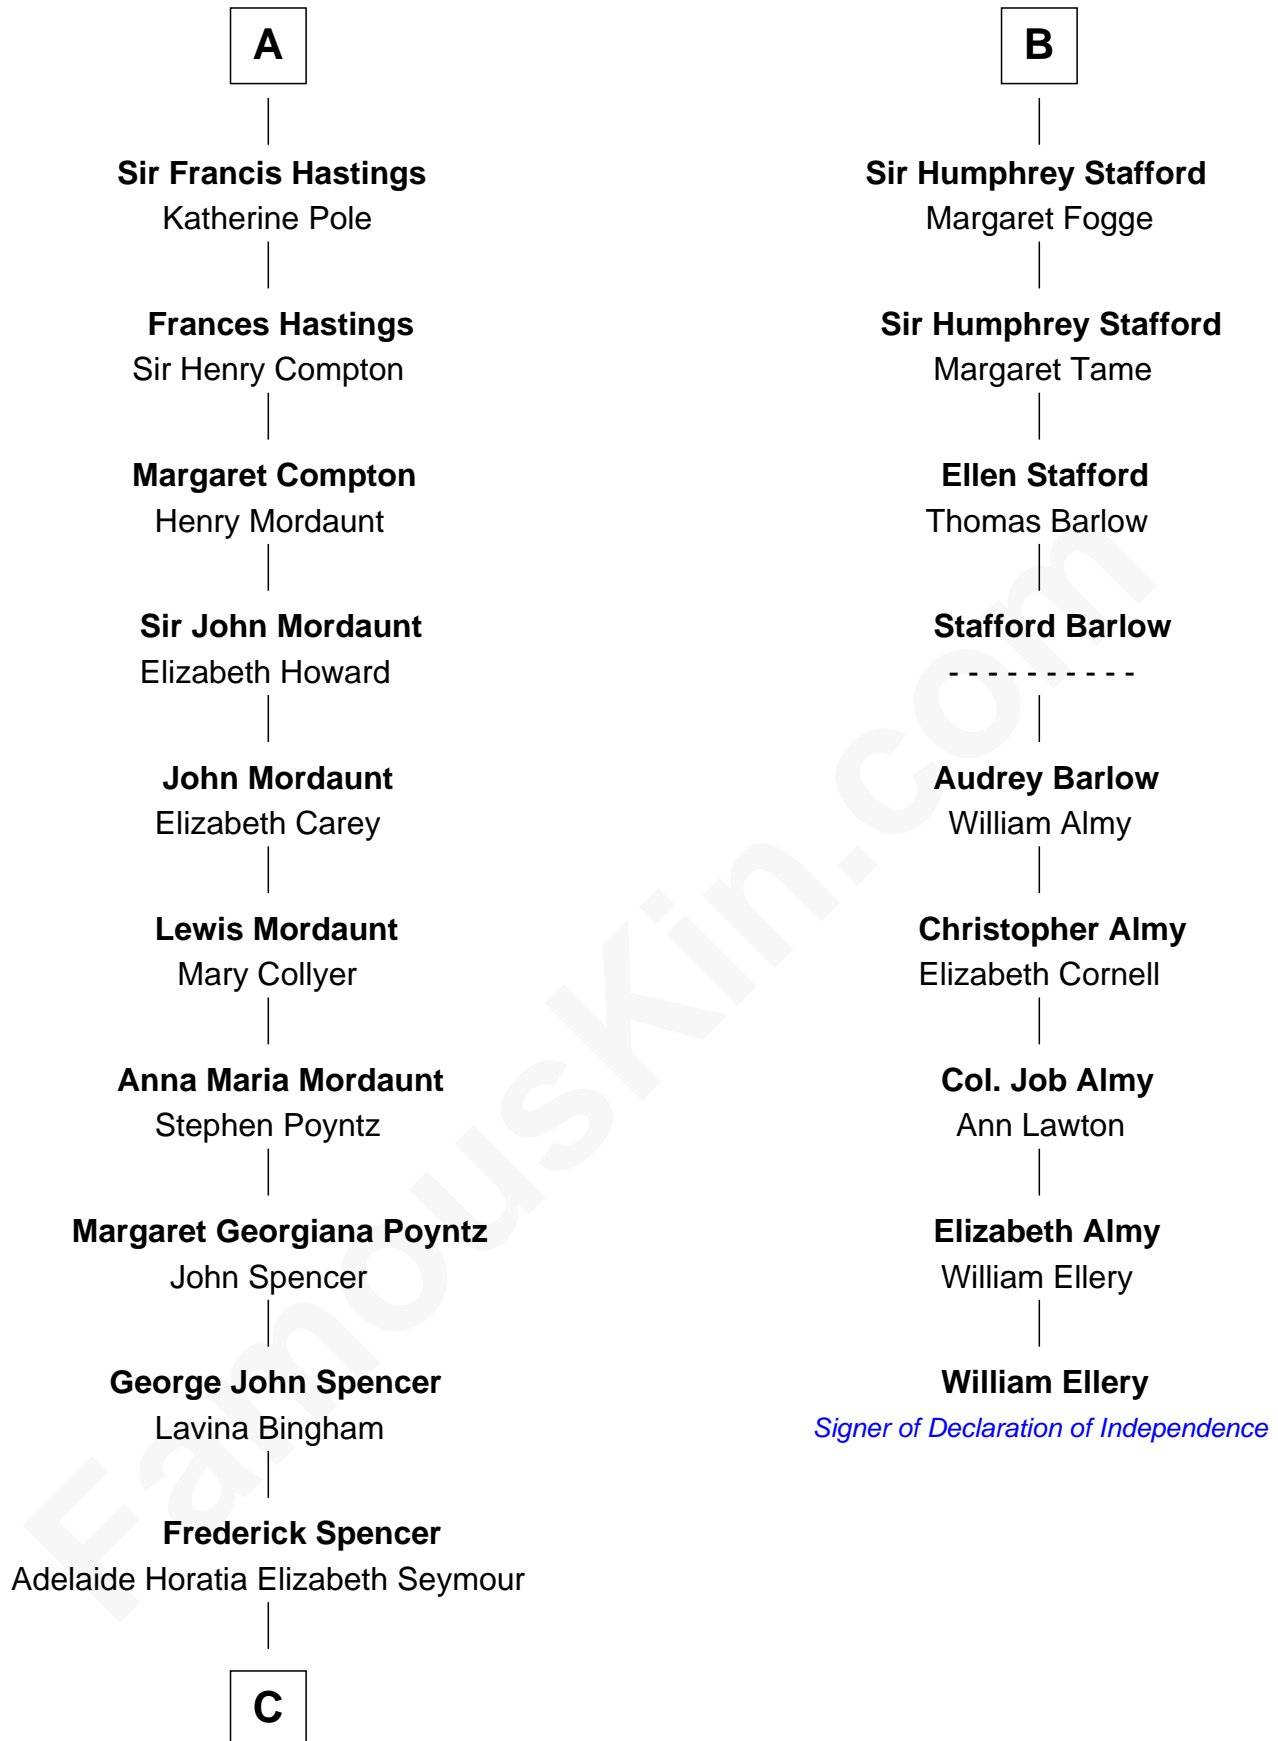 A
Sir Francis Hastings
Katherine Pole
Frances Hastings
Sir Henry Compton
Margaret Compton
Henry Mordaunt
Sir John Mordaunt
Elizabeth Howard
John Mordaunt
Elizabeth Carey
Lewis Mordaunt
Mary Collyer
Anna Maria Mordaunt
Stephen Poyntz
Margaret Georgiana Poyntz
John Spencer
George John Spencer
Lavina Bingham
Frederick Spencer
Adelaide Horatia Elizabeth Seymour
C
B
Sir Humphrey Stafford
Margaret Fogge
Sir Humphrey Stafford
Margaret Tame
Ellen Stafford
Thomas Barlow
Stafford Barlow
- - - - - - - - - -
Audrey Barlow
William Almy
Christopher Almy
Elizabeth Cornell
Col. Job Almy
Ann Lawton
Elizabeth Almy
William Ellery
William Ellery
Signer of Declaration of Independence
FamousKin.com